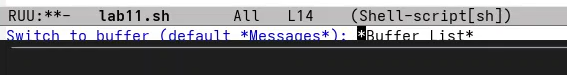 RUU:**-  lab11.sh       All   L14    (Shell-script[sh])
Switch to buffer (default *Messages*): *Buffer List*